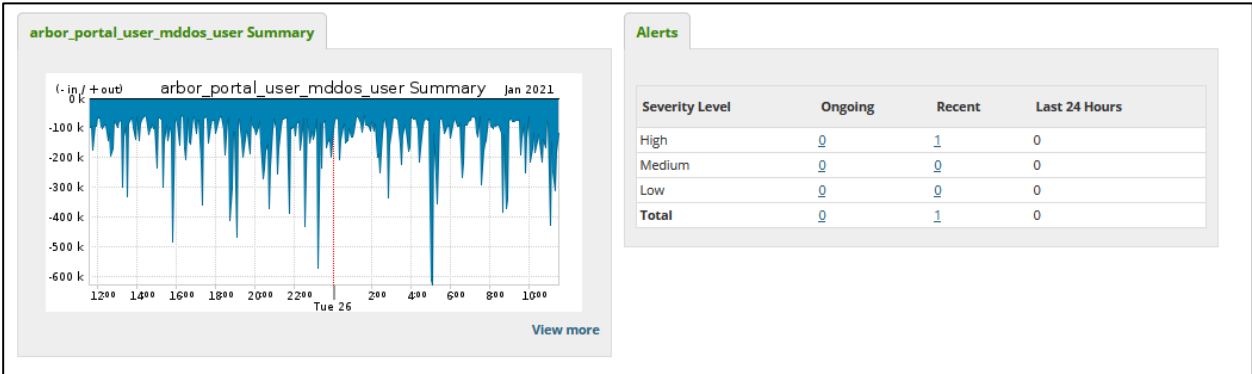 arbor_portal_user_mddos_user Summary
(- in / + out) arbor_portal_user_mddos_user Summary Jan 2021
0 k
-100 k
-200 k
-300 k
-400 k
-500 k
-600 k
1200 1400 1600 1800 2000 2200 200 400 600 800 1000
Tue 26
View more
Alerts
Severity Level Ongoing Recent Last 24 Hours
High 0 1 0
Medium 0 0 0
Low 0 0 0
Total 0 1 0